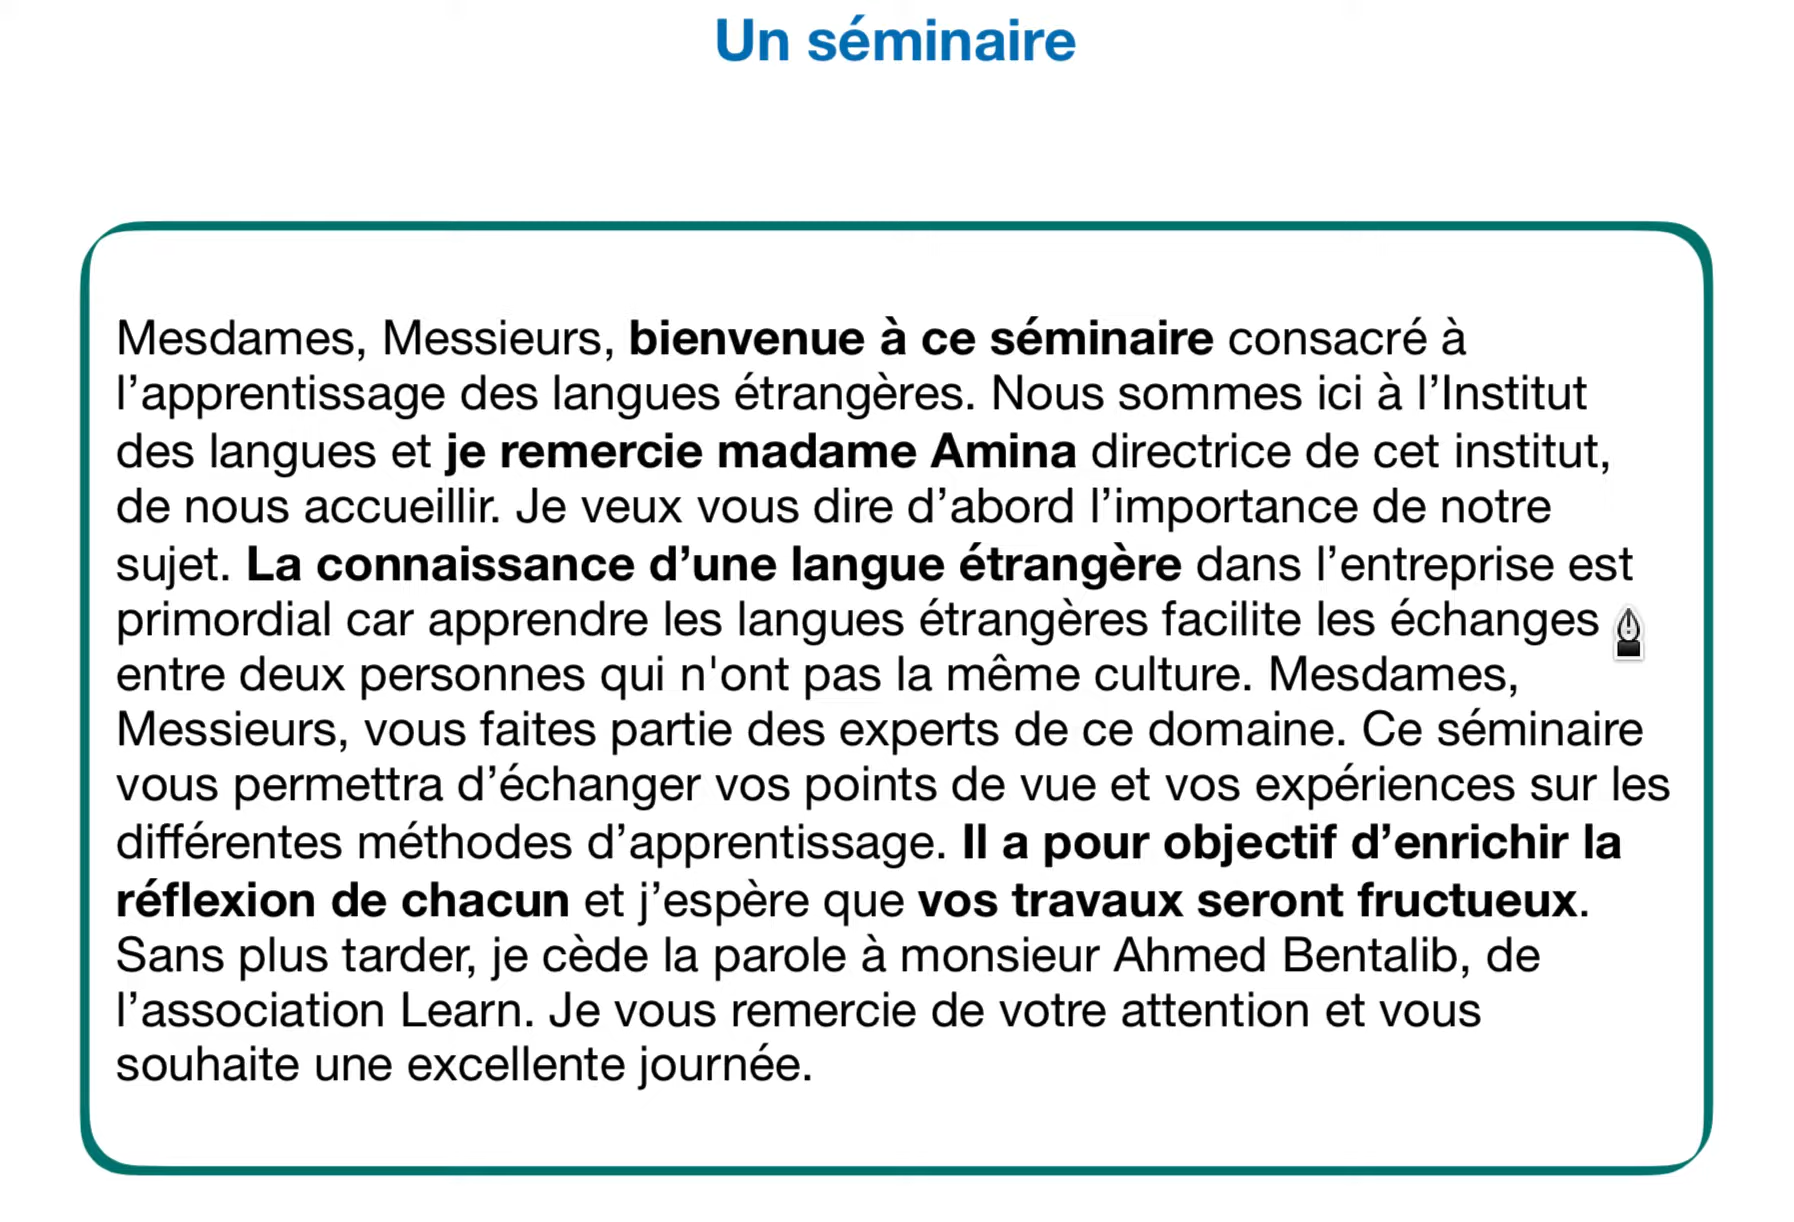 Un séminaire
Mesdames, Messieurs, bienvenue à ce séminaire consacré à
l’apprentissage des langues étrangères. Nous sommes ici à l’Institut
des langues et je remercie madame Amina directrice de cet institut,
de nous accueillir. Je veux vous dire d’abord l’importance de notre
sujet. La connaissance d’une langue étrangère dans l’entreprise est
primordial car apprendre les langues étrangères facilite les échanges
entre deux personnes qui n'ont pas la même culture. Mesdames,
Messieurs, vous faites partie des experts de ce domaine. Ce séminaire
vous permettra d’échanger vos points de vue et vos expériences sur les
différentes méthodes d’apprentissage. Il a pour objectif d’enrichir la
réflexion de chacun et j’espère que vos travaux seront fructueux.
Sans plus tarder, je cède la parole à monsieur Ahmed Bentalib, de
l’association Learn. Je vous remercie de votre attention et vous
souhaite une excellente journée.